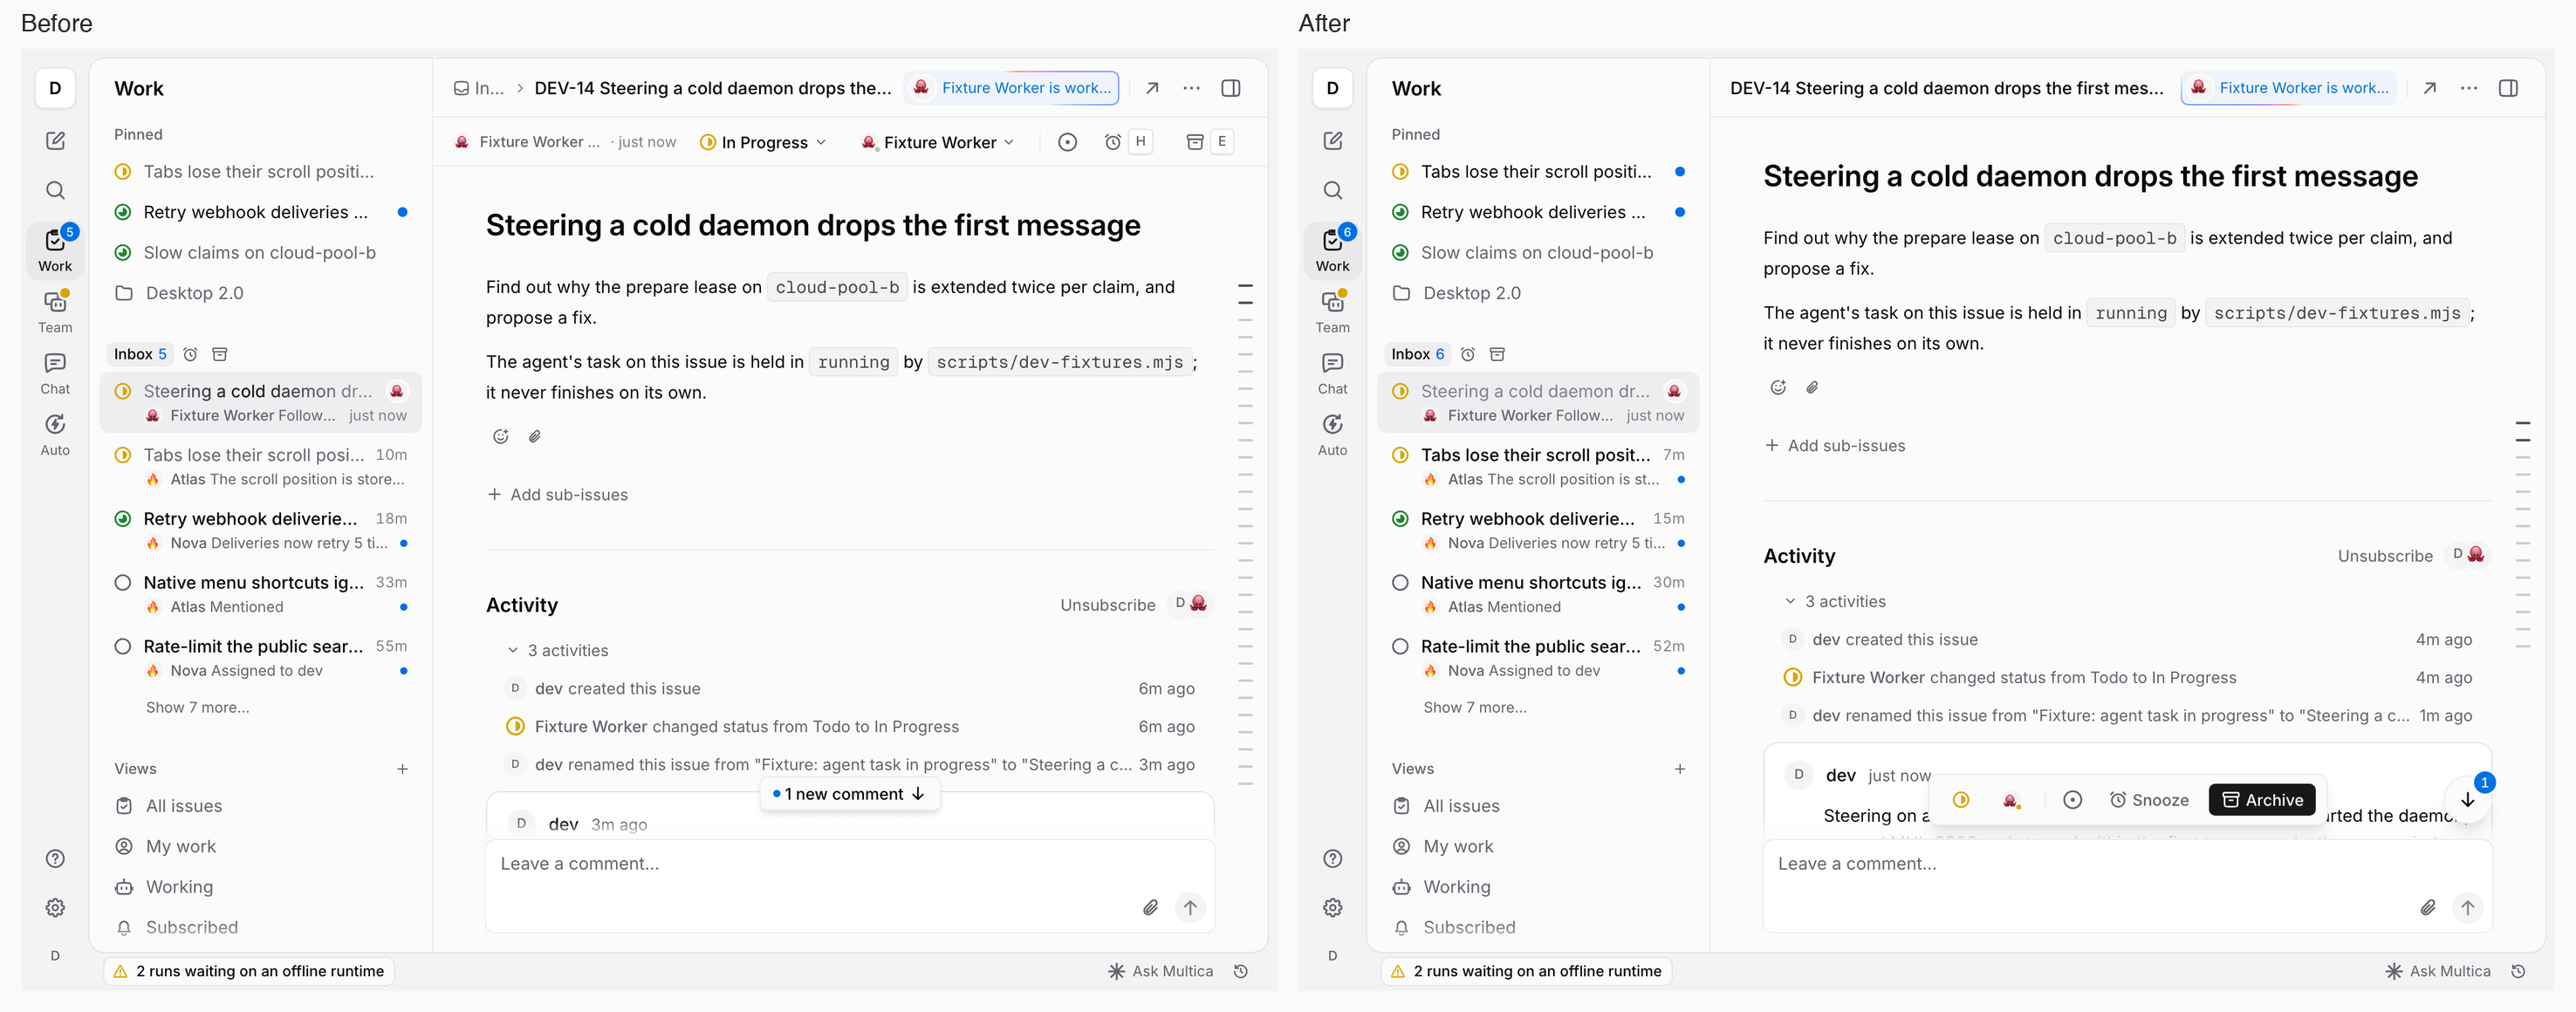 Before
D
Work
5
Work
Team
Chat
Auto
D
Pinned
Tabs lose their scroll positi...
Retry webhook deliveries ...
Slow claims on cloud-pool-b
Desktop 2.0
Inbox 5
Steering a cold daemon dr...
Fixture Worker Follow... just now
Tabs lose their scroll posi... 10m
Atlas The scroll position is store...
Retry webhook deliverie... 18m
Nova Deliveries now retry 5 ti...
Native menu shortcuts ig... 33m
Atlas Mentioned
Rate-limit the public sear... 55m
Nova Assigned to dev
Show 7 more...
Views
All issues
My work
Working
Subscribed
In... › DEV-14 Steering a cold daemon drops the... Fixture Worker is work...
Fixture Worker ... · just now In Progress Fixture Worker H E
Steering a cold daemon drops the first message
Find out why the prepare lease on cloud-pool-b is extended twice per claim, and
propose a fix.
The agent's task on this issue is held in running by scripts/dev-fixtures.mjs;
it never finishes on its own.
Add sub-issues
Activity Unsubscribe D
3 activities
D dev created this issue 6m ago
Fixture Worker changed status from Todo to In Progress 6m ago
D dev renamed this issue from "Fixture: agent task in progress" to "Steering a c... 3m ago
1 new comment ↓
D dev 3m ago
Leave a comment...
2 runs waiting on an offline runtime
Ask Multica
After
D
Work
6
Work
Team
Chat
Auto
D
Pinned
Tabs lose their scroll positi...
Retry webhook deliveries ...
Slow claims on cloud-pool-b
Desktop 2.0
Inbox 6
Steering a cold daemon dr...
Fixture Worker Follow... just now
Tabs lose their scroll posit... 7m
Atlas The scroll position is st...
Retry webhook deliverie... 15m
Nova Deliveries now retry 5 ti...
Native menu shortcuts ig... 30m
Atlas Mentioned
Rate-limit the public sear... 52m
Nova Assigned to dev
Show 7 more...
Views
All issues
My work
Working
Subscribed
DEV-14 Steering a cold daemon drops the first mes... Fixture Worker is work...
Steering a cold daemon drops the first message
Find out why the prepare lease on cloud-pool-b is extended twice per claim, and
propose a fix.
The agent's task on this issue is held in running by scripts/dev-fixtures.mjs;
it never finishes on its own.
Add sub-issues
Activity Unsubscribe D
3 activities
D dev created this issue 4m ago
Fixture Worker changed status from Todo to In Progress 4m ago
D dev renamed this issue from "Fixture: agent task in progress" to "Steering a c... 1m ago
D dev just now
Snooze Archive 1
Steering on a
Leave a comment...
2 runs waiting on an offline runtime
Ask Multica